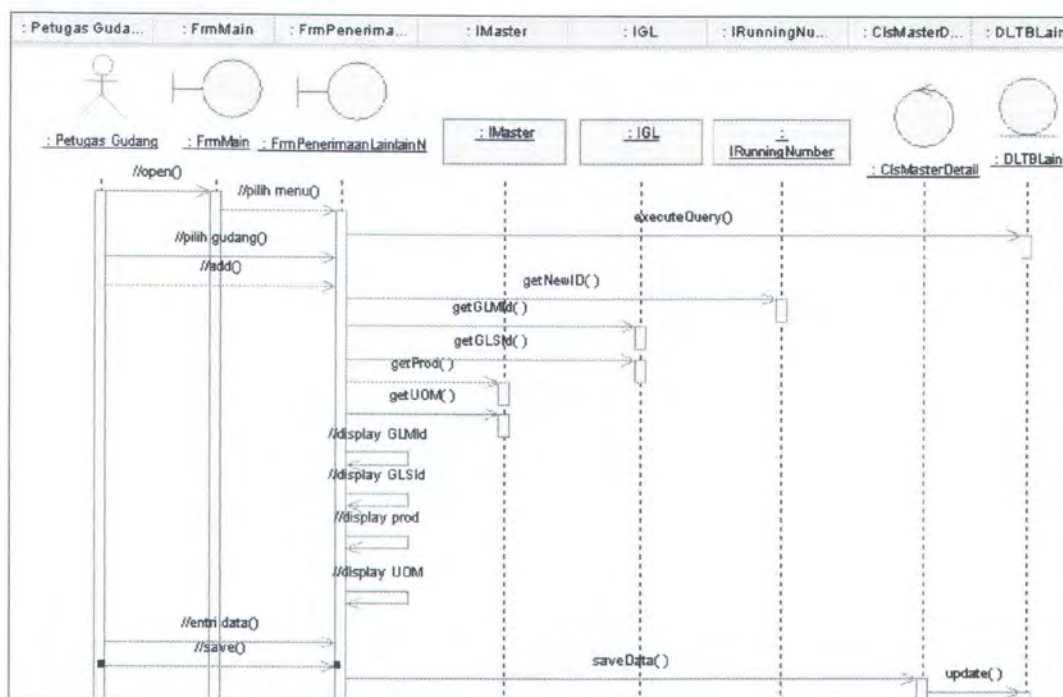 : Petugas Guda...
: FrmMain
: FrmPenerima...
: IMaster
: IGL
: IRunningNu...
: ClsMasterD...
: DLTBLain
: Petugas Gudang
: FrmMain
: FrmPenerimaanLainlainN
: IMaster
: IGL
:
IRunningNumber
: ClsMasterDetail
: DLTBLain
//open()
//pilih menu()
executeQuery()
//pilih gudang()
//add()
getNewID( )
getGLMId( )
getGLSId( )
getProd( )
getUOM( )
//display GLMId
//display GLSId
//display prod
//display UOM
//entri data()
//save()
saveData( )
update( )